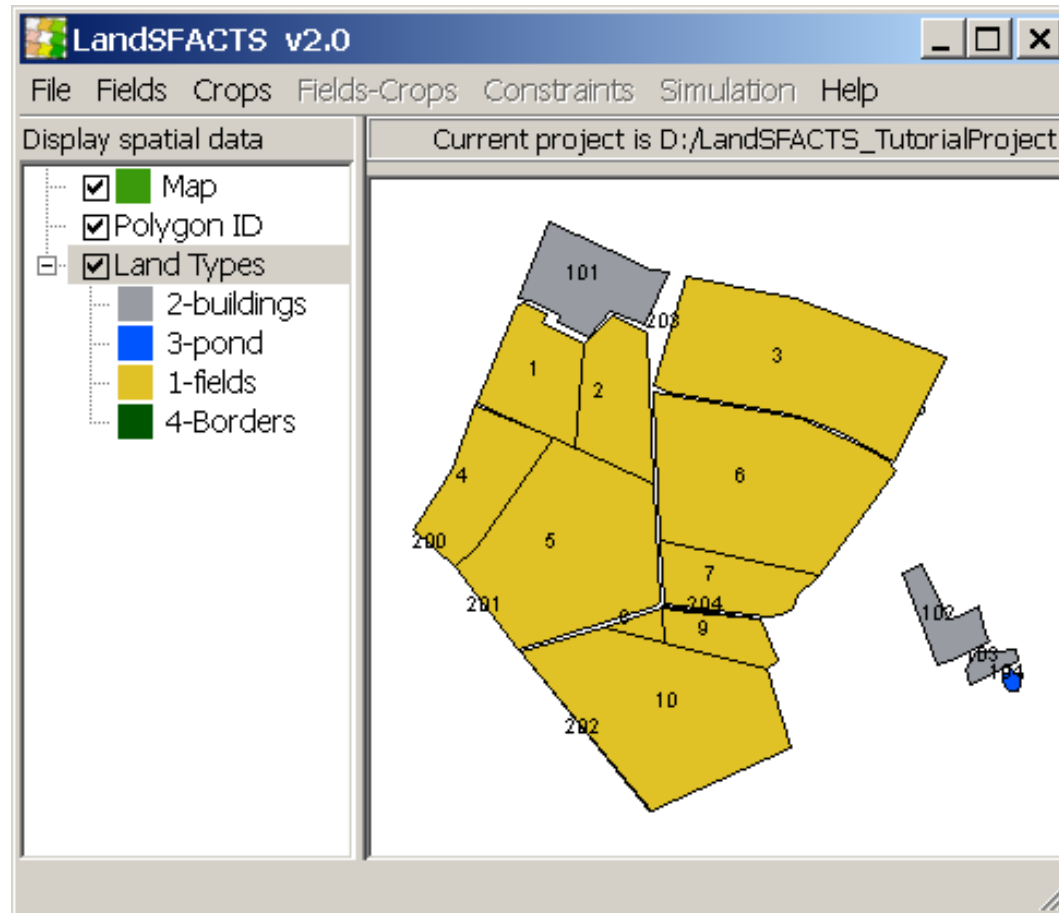 LandSFACTS v2.0
File Fields Crops Fields-Crops Constraints Simulation Help
Display spatial data
Current project is D:/LandSFACTS_TutorialProject
Map
Polygon ID
Land Types
2-buildings
3-pond
1-fields
4-Borders
101
203
3
1
2
4
6
200
5
7
201
204
9
102
103
104
10
202